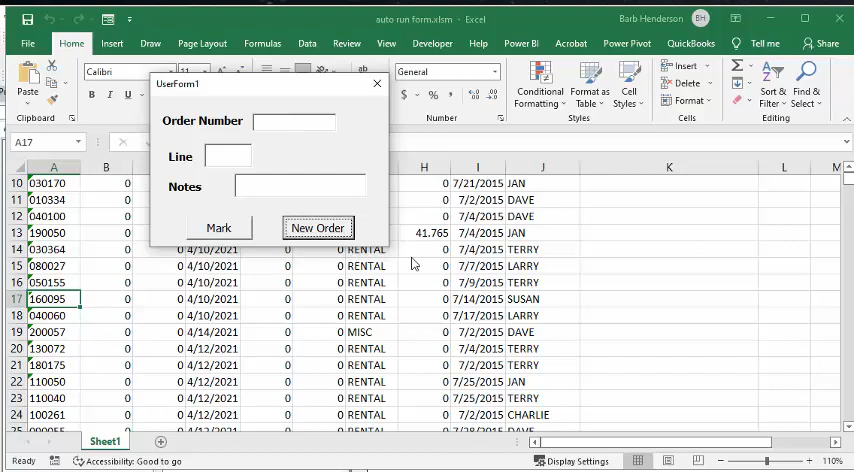 auto run form.xlsm - Excel
Barb Henderson BH
File Home Insert Draw Page Layout Formulas Data Review View Developer Power BI Acrobat Power Pivot QuickBooks Tell me Share
Calibri 11 General
Paste B I U $ % , Conditional Formatting Format as Table Cell Styles Insert Delete Format Sort & Filter Find & Select
Clipboard Number Styles Cells Editing
A17
UserForm1
Order Number
Line
Notes
Mark New Order
A B H I J K L M
10 030170 0 0 7/21/2015 JAN
11 010334 0 0 7/2/2015 DAVE
12 040100 0 0 7/4/2015 DAVE
13 190050 0 41.765 7/4/2015 JAN
14 030364 0 0 4/10/2021 0 0 RENTAL 0 7/4/2015 TERRY
15 080027 0 0 4/10/2021 0 0 RENTAL 0 7/7/2015 LARRY
16 050155 0 0 4/10/2021 0 0 RENTAL 0 7/9/2015 TERRY
17 160095 0 0 4/10/2021 0 0 RENTAL 0 7/14/2015 SUSAN
18 040060 0 0 4/10/2021 0 0 RENTAL 0 7/17/2015 LARRY
19 200057 0 0 4/14/2021 0 0 MISC 0 7/2/2015 DAVE
20 130072 0 0 4/12/2021 0 0 RENTAL 0 7/4/2015 TERRY
21 180175 0 0 4/12/2021 0 0 RENTAL 0 7/2/2015 TERRY
22 110050 0 0 4/12/2021 0 0 RENTAL 0 7/25/2015 JAN
23 110040 0 0 4/12/2021 0 0 RENTAL 0 7/25/2015 TERRY
24 100261 0 0 4/12/2021 0 0 RENTAL 0 7/2/2015 CHARLIE
Sheet1
Ready Accessibility: Good to go Display Settings 110%